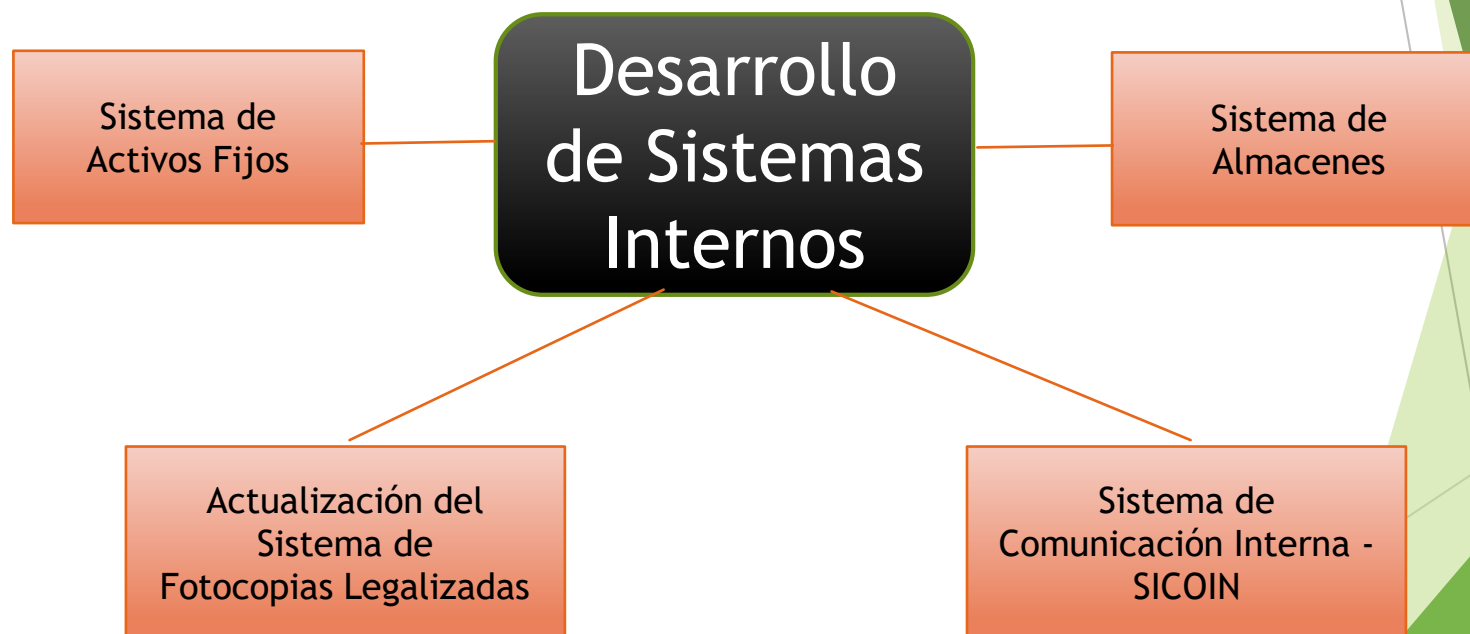 Desarrollo
de Sistemas
Internos
Sistema de
Activos Fijos
Sistema de
Almacenes
Actualización del
Sistema de
Fotocopias Legalizadas
Sistema de
Comunicación Interna -
SICOIN